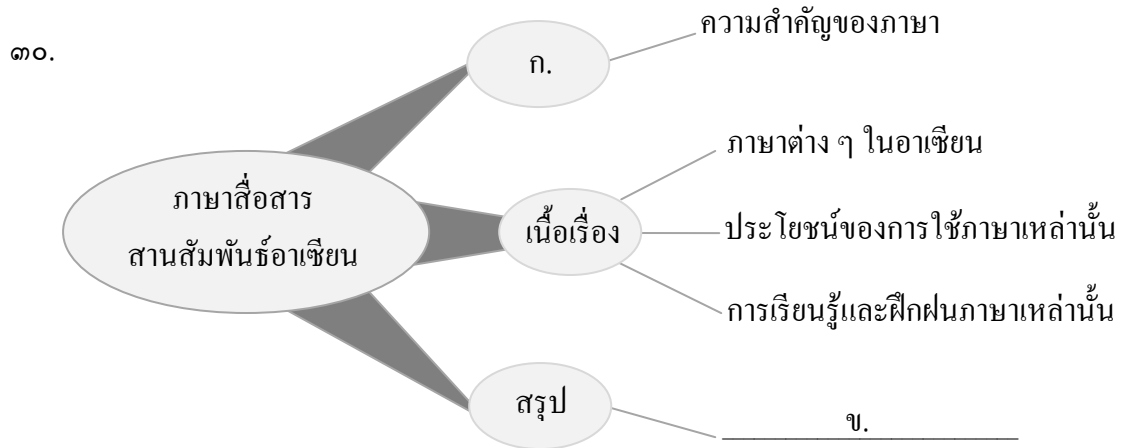 ๓๐.
ก.
ความสำคัญของภาษา
ภาษาสื่อสาร
สานสัมพันธ์อาเซียน
เนื้อเรื่อง
ภาษาต่าง ๆ ในอาเซียน
ประโยชน์ของการใช้ภาษาเหล่านั้น
การเรียนรู้และฝึกฝนภาษาเหล่านั้น
สรุป
ข.